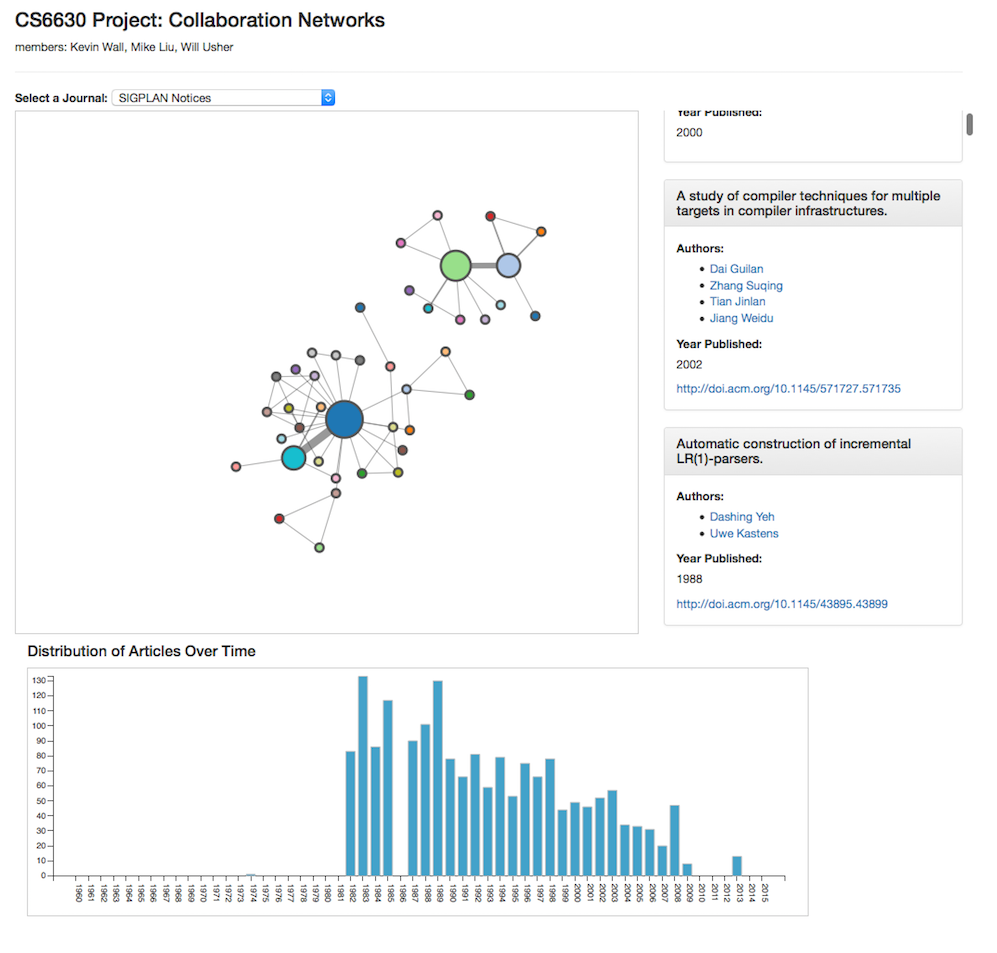 CS6630 Project: Collaboration Networks
members: Kevin Wall, Mike Liu, Will Usher
Select a Journal: SIGPLAN Notices
Year Published:
2000
A study of compiler techniques for multiple
targets in compiler infrastructures.
Authors:
• Dai Guilan
• Zhang Suqing
• Tian Jinlan
• Jiang Weidu
Year Published:
2002
http://doi.acm.org/10.1145/571727.571735
Automatic construction of incremental
LR(1)-parsers.
Authors:
• Dashing Yeh
• Uwe Kastens
Year Published:
1988
http://doi.acm.org/10.1145/43895.43899
Distribution of Articles Over Time
130
120
110
100
90
80
70
60
50
40
30
20
10
0
1960 1961 1962 1963 1964 1965 1966 1967 1968 1969 1970 1971 1972 1973 1974 1975 1976 1977 1978 1979 1980 1981 1982 1983 1984 1985 1986 1987 1988 1989 1990 1991 1992 1993 1994 1995 1996 1997 1998 1999 2000 2001 2002 2003 2004 2005 2006 2007 2008 2009 2010 2011 2012 2013 2014 2015